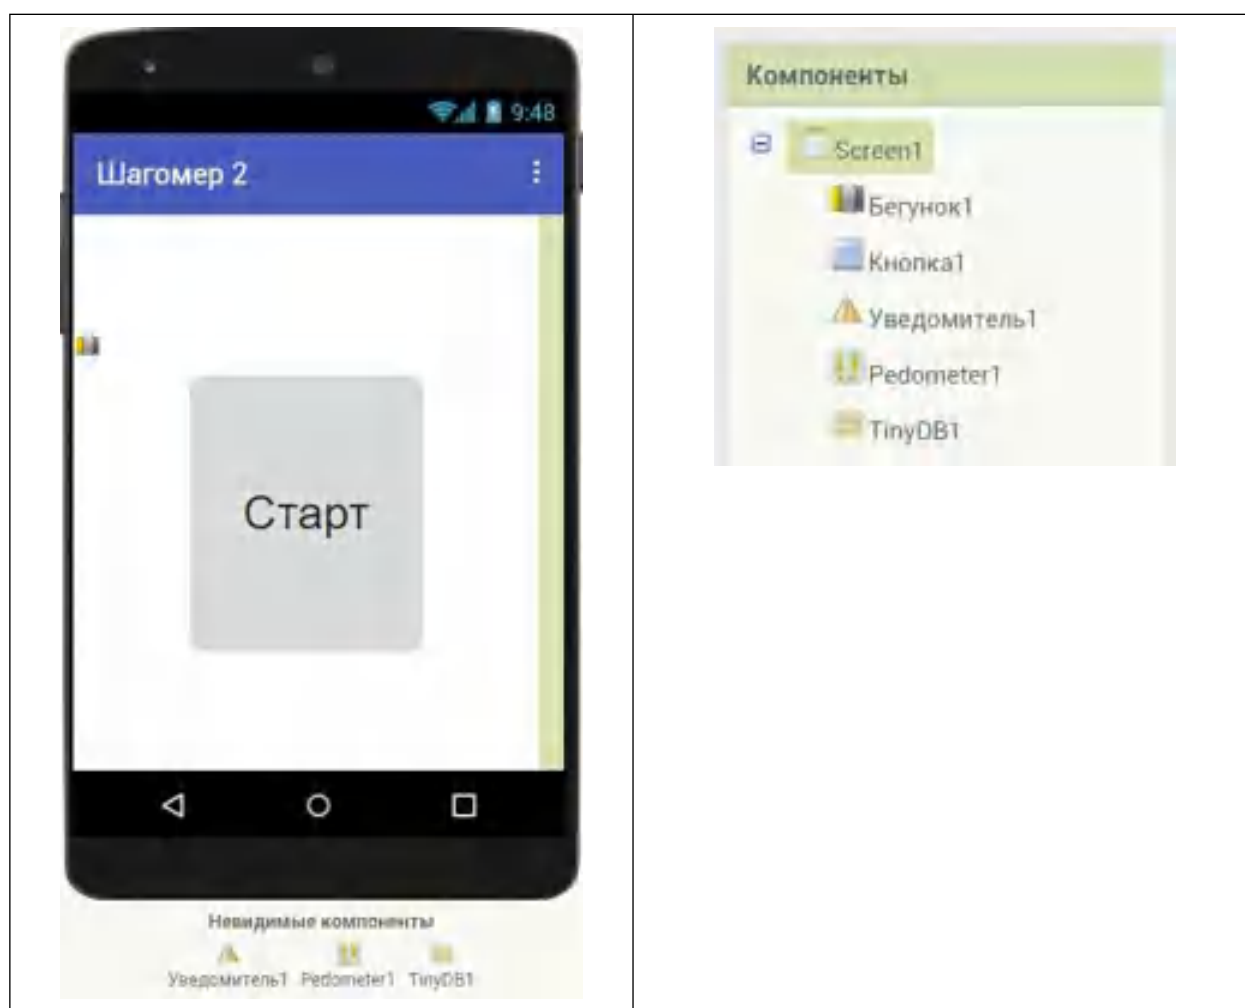 9:48
Шагомер 2
Старт
Невидимые компоненты
Уведомитель1 Pedometer1 TinyDB1
Компоненты
Screen1
Бегунок1
Кнопка1
Уведомитель1
Pedometer1
TinyDB1